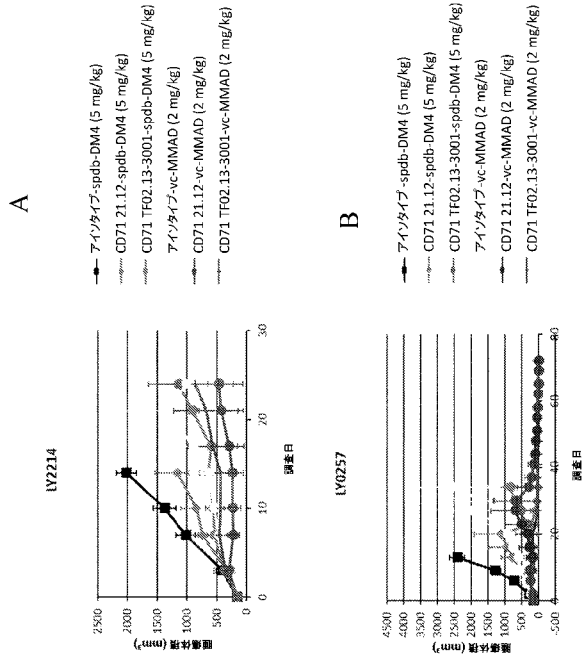 A
LY2214
腫瘍体積 (mm³)
2500
2000
1500
1000
500
0
0
10
20
30
調査日
アイソタイプ-spdb-DM4 (5 mg/kg)
CD71 21.12-spdb-DM4 (5 mg/kg)
CD71 TF02.13-3001-spdb-DM4 (5 mg/kg)
アイソタイプ-vc-MMAD (2 mg/kg)
CD71 21.12-vc-MMAD (2 mg/kg)
CD71 TF02.13-3001-vc-MMAD (2 mg/kg)
B
LY0257
腫瘍体積 (mm³)
4500
4000
3500
3000
2500
2000
1500
1000
500
0
-500
20
40
60
80
調査日
アイソタイプ-spdb-DM4 (5 mg/kg)
CD71 21.12-spdb-DM4 (5 mg/kg)
CD71 TF02.13-3001-spdb-DM4 (5 mg/kg)
アイソタイプ-vc-MMAD (2 mg/kg)
CD71 21.12-vc-MMAD (2 mg/kg)
CD71 TF02.13-3001-vc-MMAD (2 mg/kg)